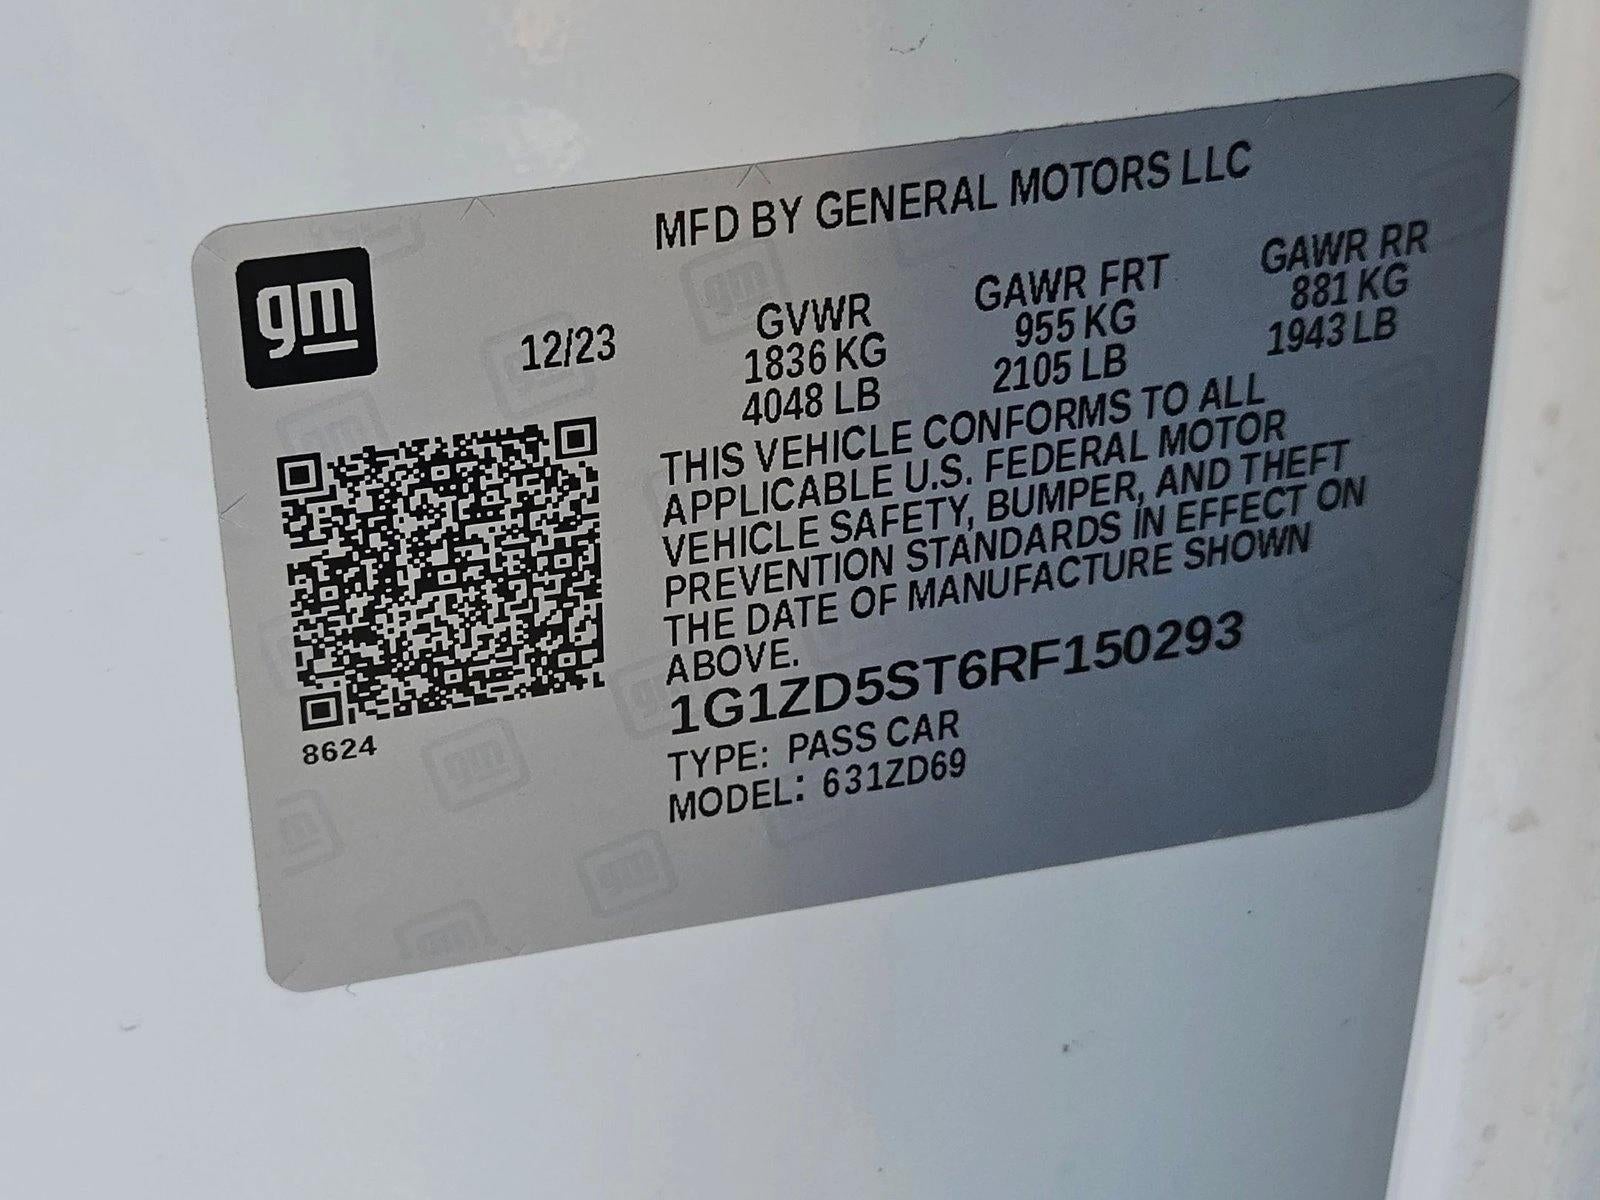 MFD BY GENERAL MOTORS LLC
gm
12/23
GVWR
1836 KG
4048 LB
GAWR FRT
955 KG
2105 LB
GAWR RR
881 KG
1943 LB
THIS VEHICLE CONFORMS TO ALL
APPLICABLE U.S. FEDERAL MOTOR
VEHICLE SAFETY, BUMPER, AND THEFT
PREVENTION STANDARDS IN EFFECT ON
THE DATE OF MANUFACTURE SHOWN
ABOVE.
1G1ZD5ST6RF150293
TYPE: PASS CAR
MODEL: 631ZD69
8624